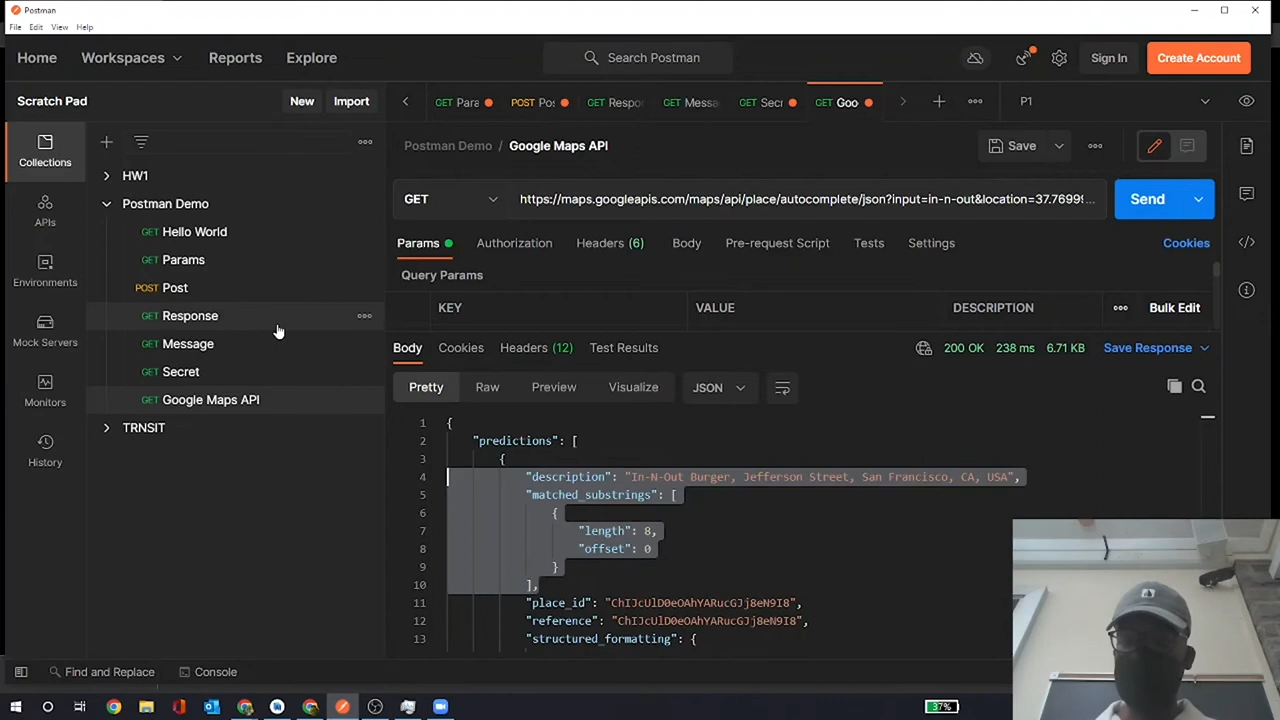 Postman
File Edit View Help
Home Workspaces Reports Explore Search Postman Sign In Create Account
Scratch Pad New Import GET Para POST Pos GET Respo GET Messa GET Secr GET Goo P1
Collections
APIs
Environments
Mock Servers
Monitors
History
HW1
Postman Demo
GET Hello World
GET Params
POST Post
GET Response
GET Message
GET Secret
GET Google Maps API
TRNSIT
Postman Demo / Google Maps API Save
GET https://maps.googleapis.com/maps/api/place/autocomplete/json?input=in-n-out&location=37.7699... Send
Params Authorization Headers (6) Body Pre-request Script Tests Settings Cookies
Query Params
KEY VALUE DESCRIPTION Bulk Edit
Body Cookies Headers (12) Test Results 200 OK 238 ms 6.71 KB Save Response
Pretty Raw Preview Visualize JSON
1 {
2 "predictions": [
3 {
4 "description": "In-N-Out Burger, Jefferson Street, San Francisco, CA, USA",
5 "matched_substrings": [
6 {
7 "length": 8,
8 "offset": 0
9 }
10 ],
11 "place_id": "ChIJcUlD0eOAhYARucGJj8eN9I8",
12 "reference": "ChIJcUlD0eOAhYARucGJj8eN9I8",
13 "structured_formatting": {
Find and Replace Console
37%